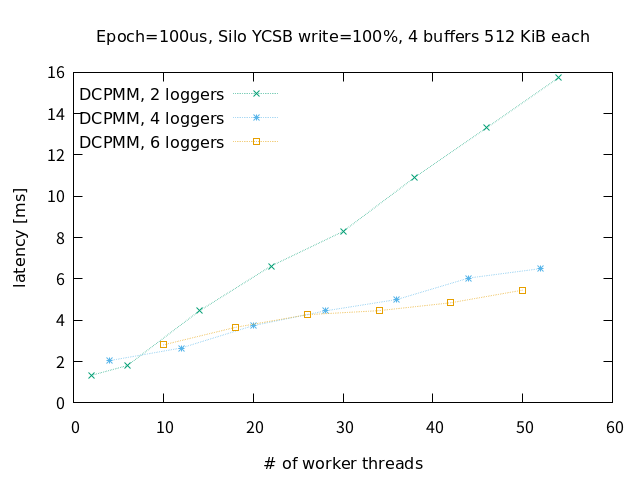 Epoch=100us, Silo YCSB write=100%, 4 buffers 512 KiB each
16
14
12
10
8
6
4
2
0
latency [ms]
DCPMM, 2 loggers
DCPMM, 4 loggers
DCPMM, 6 loggers
0 10 20 30 40 50 60
# of worker threads